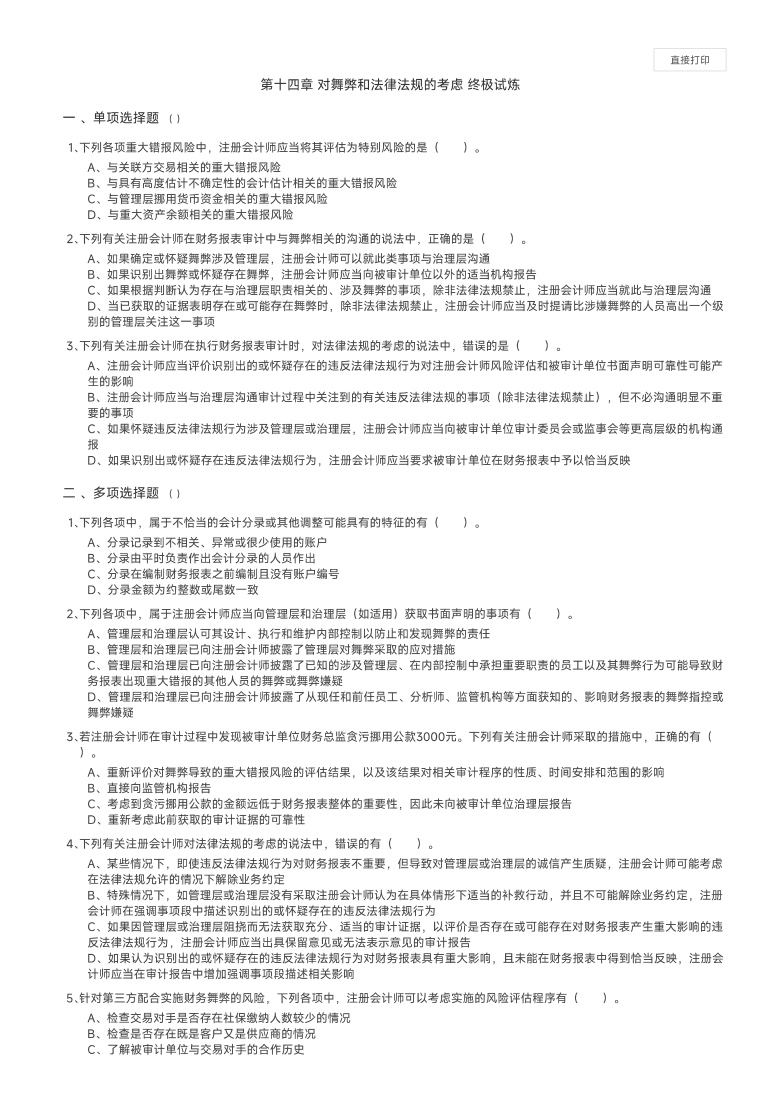 直接打印
第十四章 对舞弊和法律法规的考虑 终极试炼
一 、单项选择题 （ ）
1、下列各项重大错报风险中，注册会计师应当将其评估为特别风险的是（　　）。
A、与关联方交易相关的重大错报风险
B、与具有高度估计不确定性的会计估计相关的重大错报风险
C、与管理层挪用货币资金相关的重大错报风险
D、与重大资产余额相关的重大错报风险
2、下列有关注册会计师在财务报表审计中与舞弊相关的沟通的说法中，正确的是（　　）。
A、如果确定或怀疑舞弊涉及管理层，注册会计师可以就此类事项与治理层沟通
B、如果识别出舞弊或怀疑存在舞弊，注册会计师应当向被审计单位以外的适当机构报告
C、如果根据判断认为存在与治理层职责相关的、涉及舞弊的事项，除非法律法规禁止，注册会计师应当就此与治理层沟通
D、当已获取的证据表明存在或可能存在舞弊时，除非法律法规禁止，注册会计师应当及时提请比涉嫌舞弊的人员高出一个级
别的管理层关注这一事项
3、下列有关注册会计师在执行财务报表审计时，对法律法规的考虑的说法中，错误的是（　　）。
A、注册会计师应当评价识别出的或怀疑存在的违反法律法规行为对注册会计师风险评估和被审计单位书面声明可靠性可能产
生的影响
B、注册会计师应当与治理层沟通审计过程中关注到的有关违反法律法规的事项（除非法律法规禁止），但不必沟通明显不重
要的事项
C、如果怀疑违反法律法规行为涉及管理层或治理层，注册会计师应当向被审计单位审计委员会或监事会等更高层级的机构通
报
D、如果识别出或怀疑存在违反法律法规行为，注册会计师应当要求被审计单位在财务报表中予以恰当反映
二 、多项选择题 （ ）
1、下列各项中，属于不恰当的会计分录或其他调整可能具有的特征的有（　　）。
A、分录记录到不相关、异常或很少使用的账户
B、分录由平时负责作出会计分录的人员作出
C、分录在编制财务报表之前编制且没有账户编号
D、分录金额为约整数或尾数一致
2、下列各项中，属于注册会计师应当向管理层和治理层（如适用）获取书面声明的事项有（　　）。
A、管理层和治理层认可其设计、执行和维护内部控制以防止和发现舞弊的责任
B、管理层和治理层已向注册会计师披露了管理层对舞弊采取的应对措施
C、管理层和治理层已向注册会计师披露了已知的涉及管理层、在内部控制中承担重要职责的员工以及其舞弊行为可能导致财
务报表出现重大错报的其他人员的舞弊或舞弊嫌疑
D、管理层和治理层已向注册会计师披露了从现任和前任员工、分析师、监管机构等方面获知的、影响财务报表的舞弊指控或
舞弊嫌疑
3、若注册会计师在审计过程中发现被审计单位财务总监贪污挪用公款3000元。下列有关注册会计师采取的措施中，正确的有（
）。
A、重新评价对舞弊导致的重大错报风险的评估结果，以及该结果对相关审计程序的性质、时间安排和范围的影响
B、直接向监管机构报告
C、考虑到贪污挪用公款的金额远低于财务报表整体的重要性，因此未向被审计单位治理层报告
D、重新考虑此前获取的审计证据的可靠性
4、下列有关注册会计师对法律法规的考虑的说法中，错误的有（　　）。
A、某些情况下，即使违反法律法规行为对财务报表不重要，但导致对管理层或治理层的诚信产生质疑，注册会计师可能考虑
在法律法规允许的情况下解除业务约定
B、特殊情况下，如管理层或治理层没有采取注册会计师认为在具体情形下适当的补救行动，并且不可能解除业务约定，注册
会计师在强调事项段中描述识别出的或怀疑存在的违反法律法规行为
C、如果因管理层或治理层阻挠而无法获取充分、适当的审计证据，以评价是否存在或可能存在对财务报表产生重大影响的违
反法律法规行为，注册会计师应当出具保留意见或无法表示意见的审计报告
D、如果认为识别出的或怀疑存在的违反法律法规行为对财务报表具有重大影响，且未能在财务报表中得到恰当反映，注册会
计师应当在审计报告中增加强调事项段描述相关影响
5、针对第三方配合实施财务舞弊的风险，下列各项中，注册会计师可以考虑实施的风险评估程序有（　　）。
A、检查交易对手是否存在社保缴纳人数较少的情况
B、检查是否存在既是客户又是供应商的情况
C、了解被审计单位与交易对手的合作历史